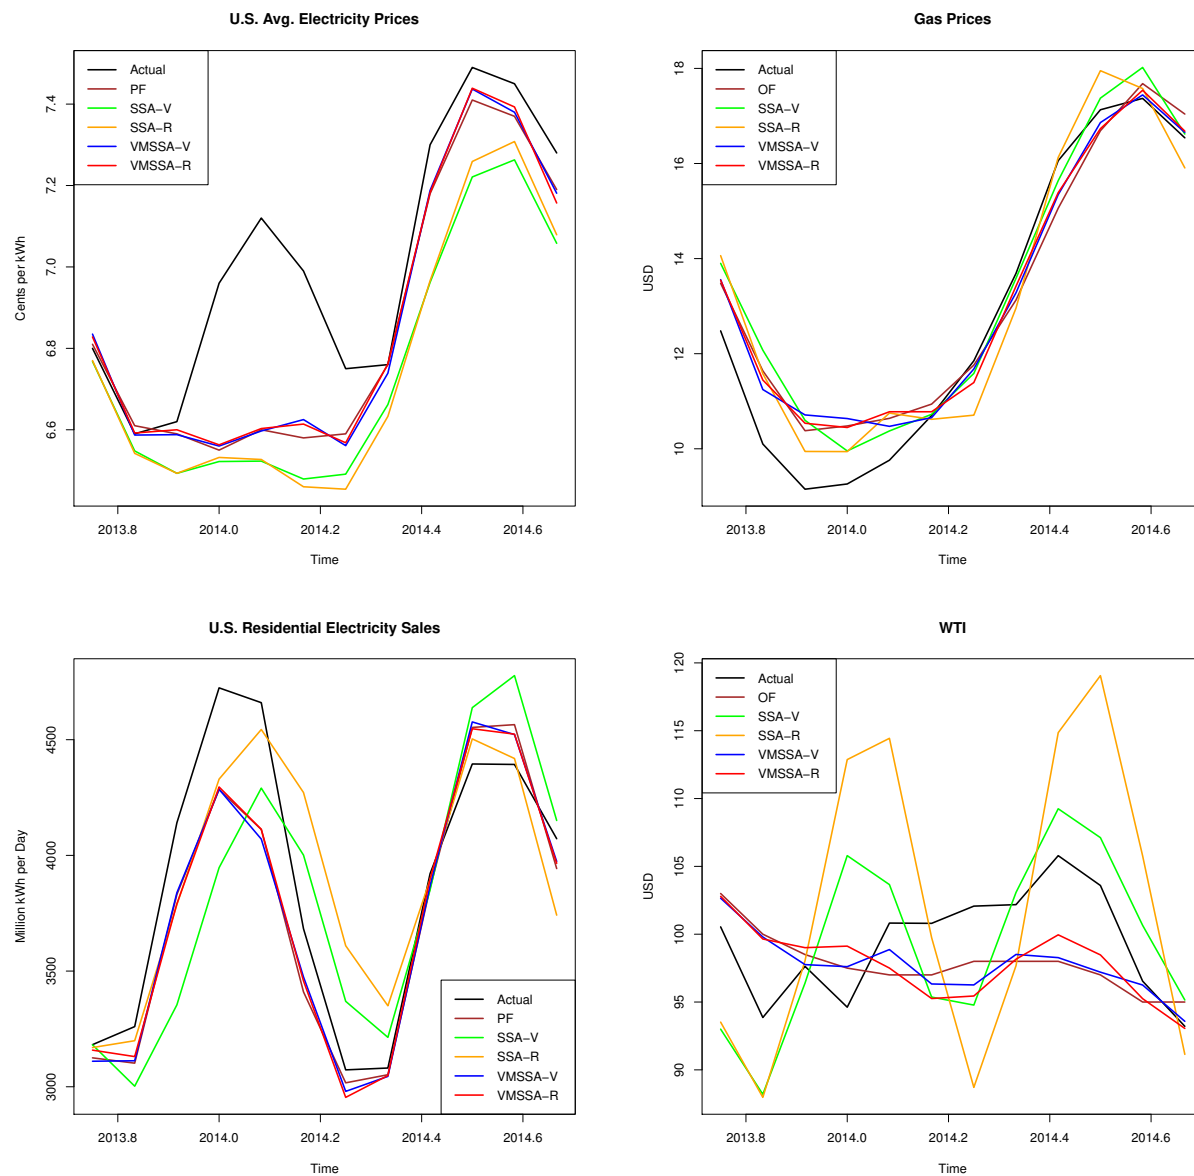 U.S. Avg. Electricity Prices
Actual
PF
SSA−V
SSA−R
VMSSA−V
VMSSA−R
Cents per kWh
7.4
7.2
7.0
6.8
6.6
2013.8 2014.0 2014.2 2014.4 2014.6
Time
Gas Prices
Actual
OF
SSA−V
SSA−R
VMSSA−V
VMSSA−R
USD
18
16
14
12
10
2013.8 2014.0 2014.2 2014.4 2014.6
Time
U.S. Residential Electricity Sales
Million kWh per Day
4500
4000
3500
3000
Actual
PF
SSA−V
SSA−R
VMSSA−V
VMSSA−R
2013.8 2014.0 2014.2 2014.4 2014.6
Time
WTI
Actual
OF
SSA−V
SSA−R
VMSSA−V
VMSSA−R
USD
120
115
110
105
100
95
90
2013.8 2014.0 2014.2 2014.4 2014.6
Time